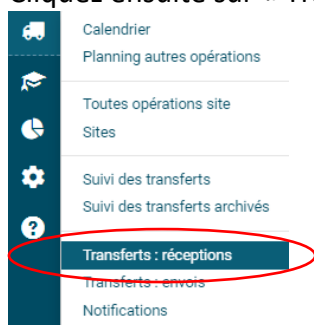 Cliquez ensuite sur « Tr
Calendrier
Planning autres opérations
Toutes opérations site
Sites
Suivi des transferts
Suivi des transferts archivés
Transferts : réceptions
Transferts : envois
Notifications